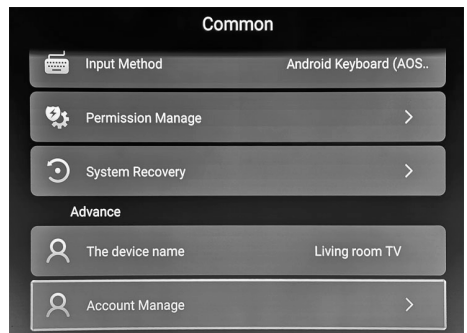 Common
Input Method Android Keyboard (AOS..
Permission Manage
System Recovery
Advance
The device name Living room TV
Account Manage